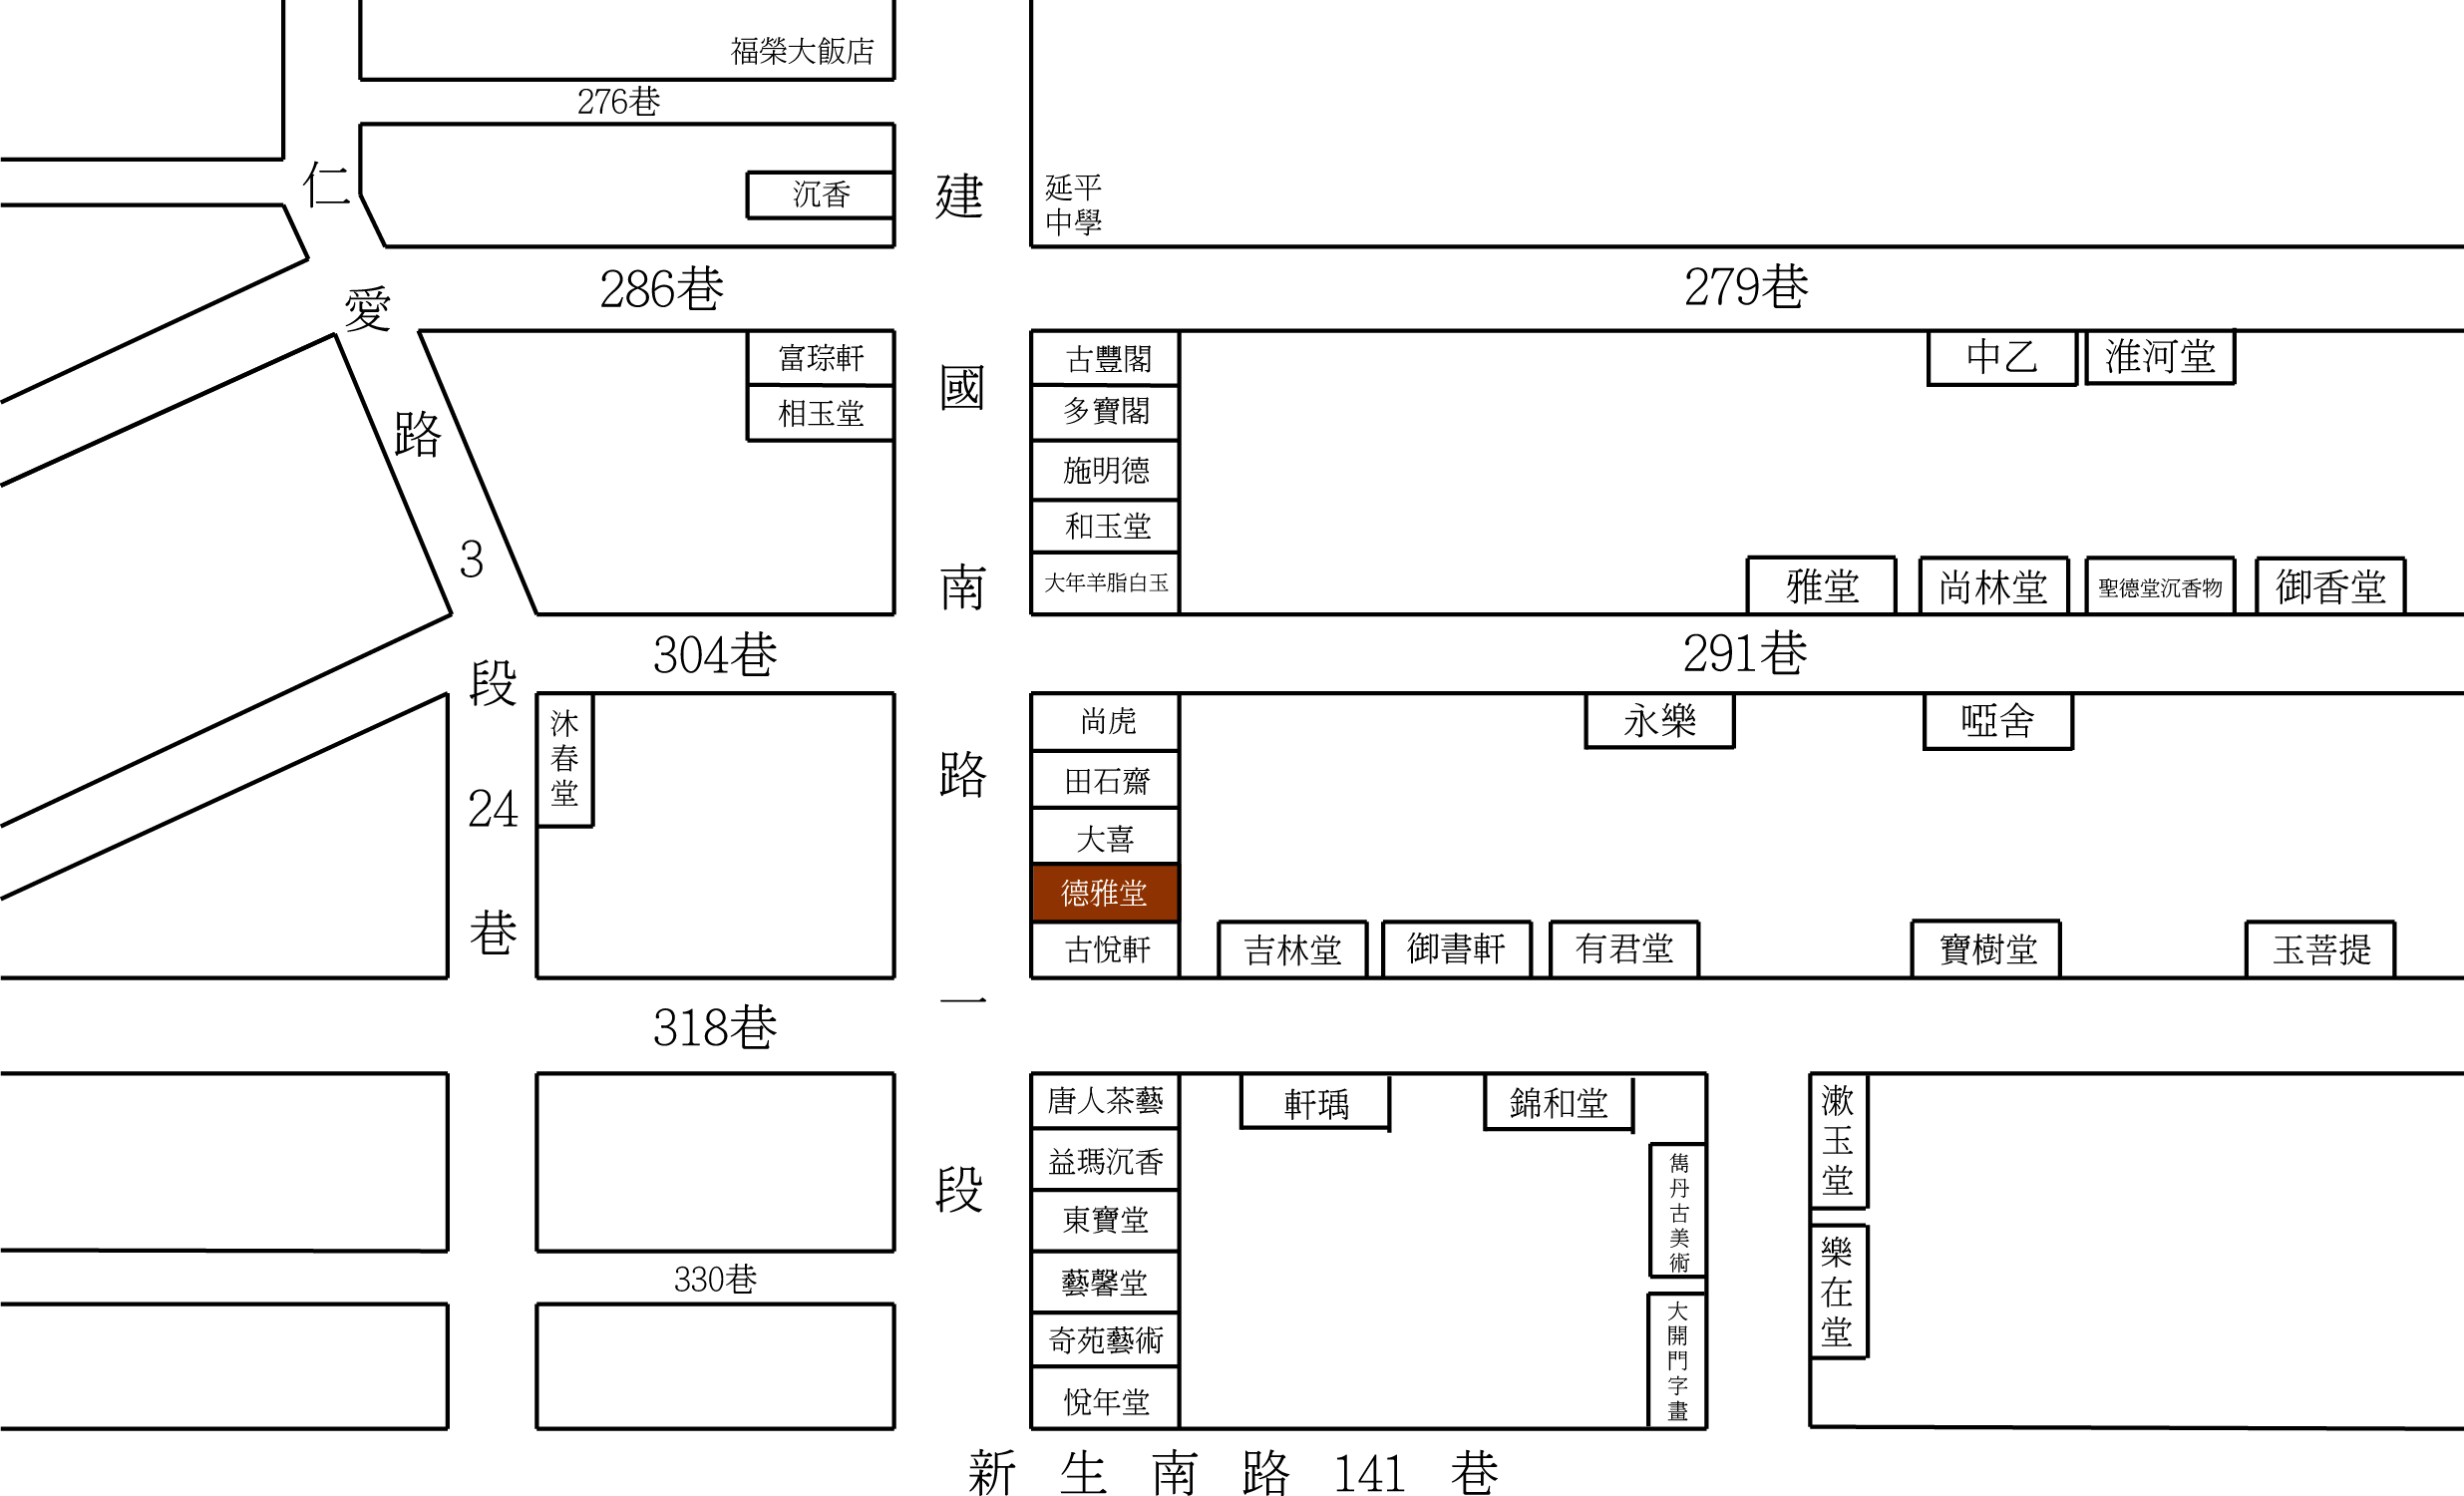 福榮大飯店
276巷
沉香
延平
中學
286巷
279巷
富琮軒
相玉堂
古豐閣
多寶閣
施明德
和玉堂
大年羊脂白玉
中乙
淮河堂
雅堂
尚林堂
聖德堂沉香物
御香堂
304巷
291巷
沐春堂
尚虎
田石齋
大喜
德雅堂
古悅軒
永樂
啞舍
吉林堂
御書軒
有君堂
寶樹堂
玉菩提
318巷
唐人茶藝
益瑪沉香
東寶堂
藝馨堂
奇苑藝術
悅年堂
軒瑀
錦和堂
雋丹古美術
大開門字畫
漱玉堂
樂在堂
330巷
仁愛路3段24巷
建國南路一段
新生南路141巷